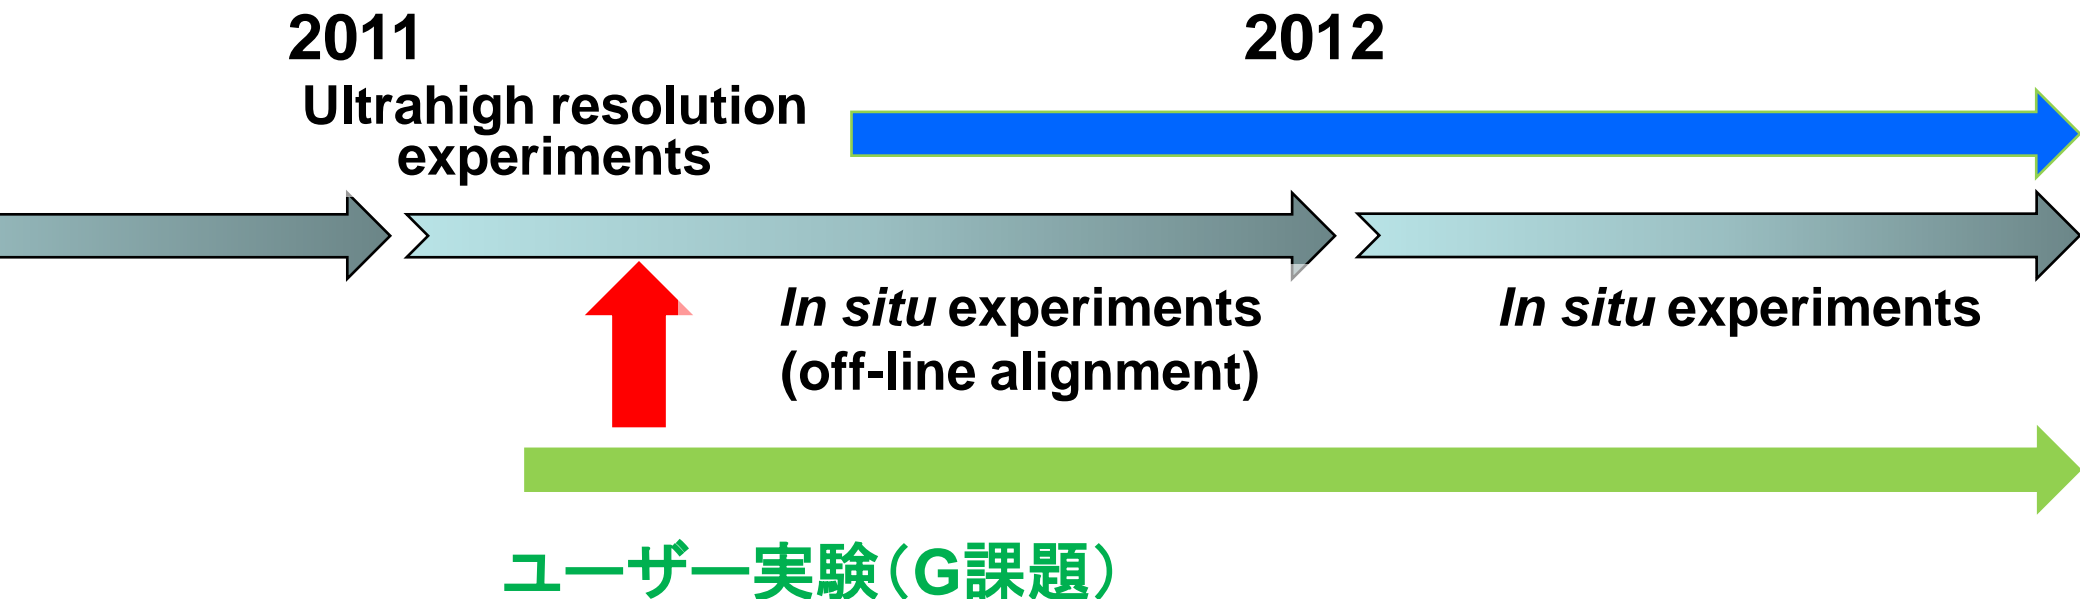 2011
2012
Ultrahigh resolution
experiments
In situ experiments
(off-line alignment)
In situ experiments
ユーザー実験（G課題）